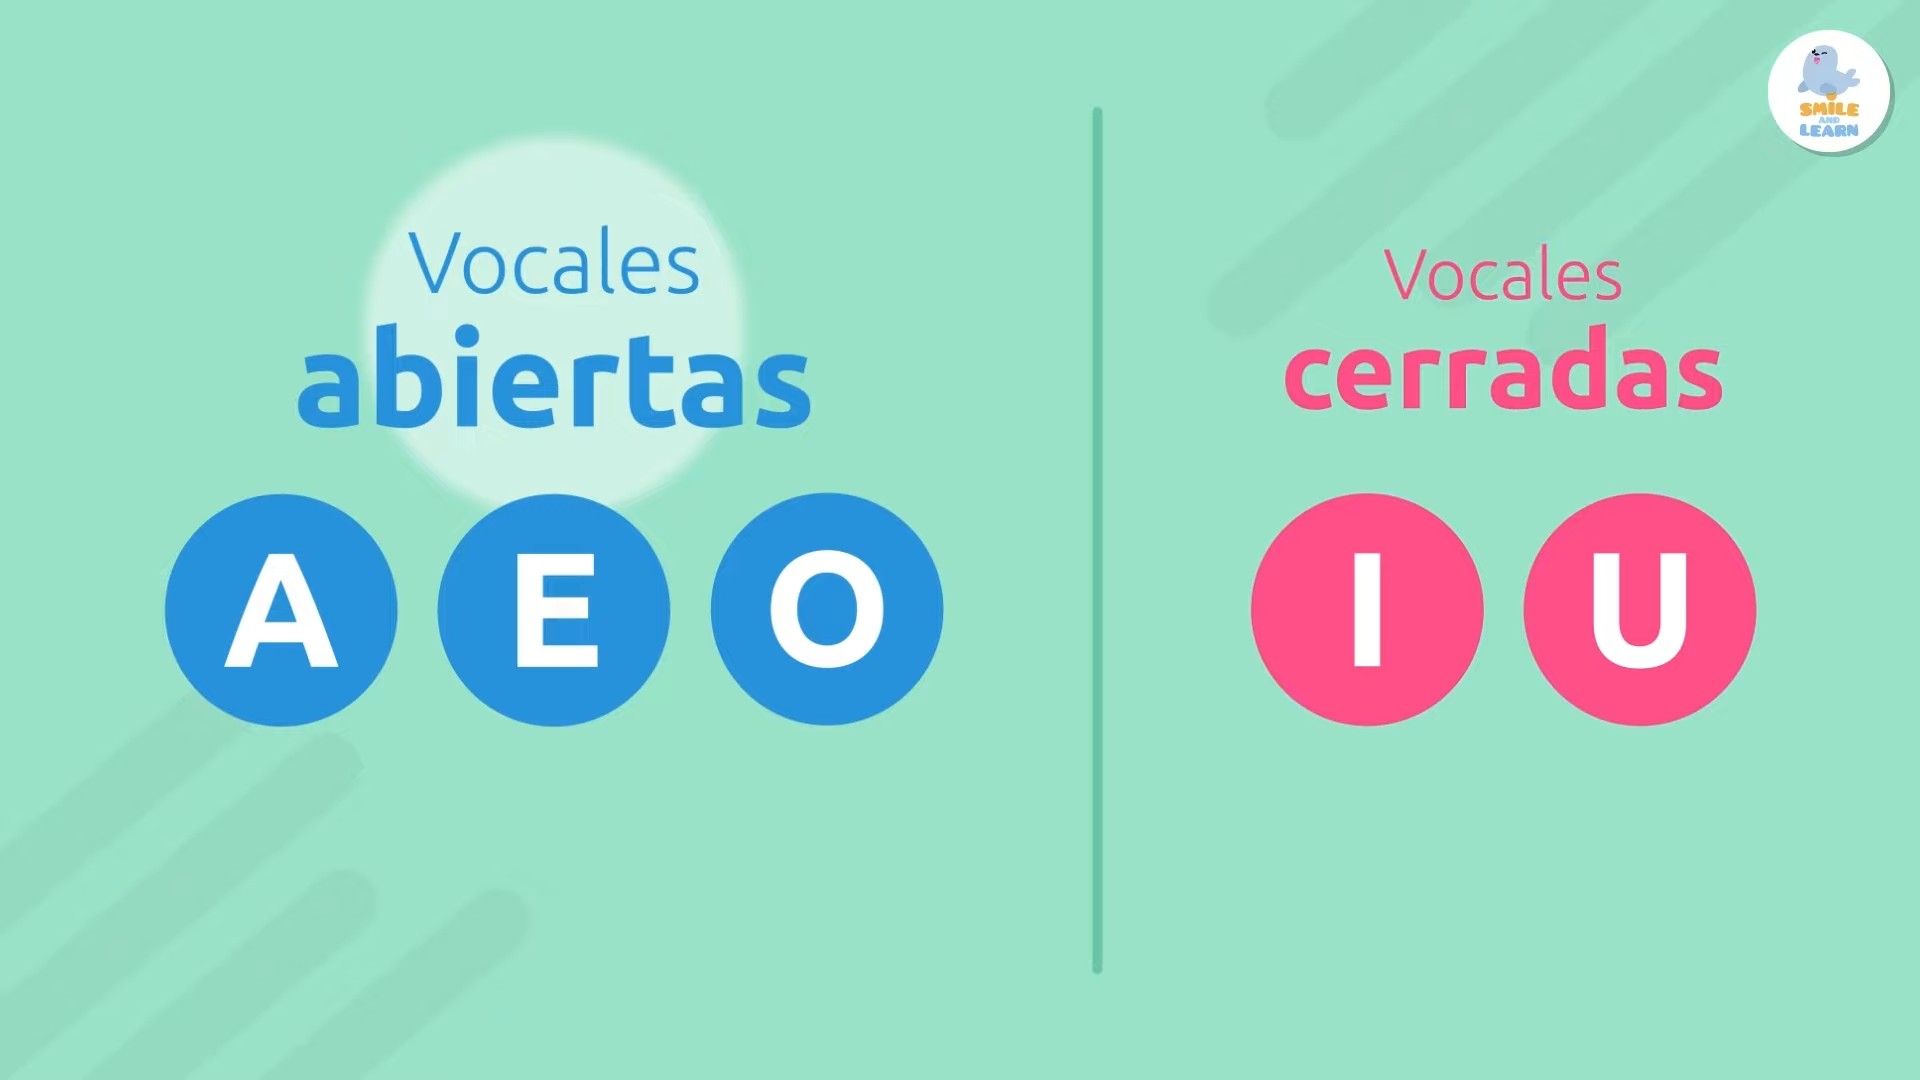 Vocales
abiertas
A E O
Vocales
cerradas
I U
SMILE
AND
LEARN